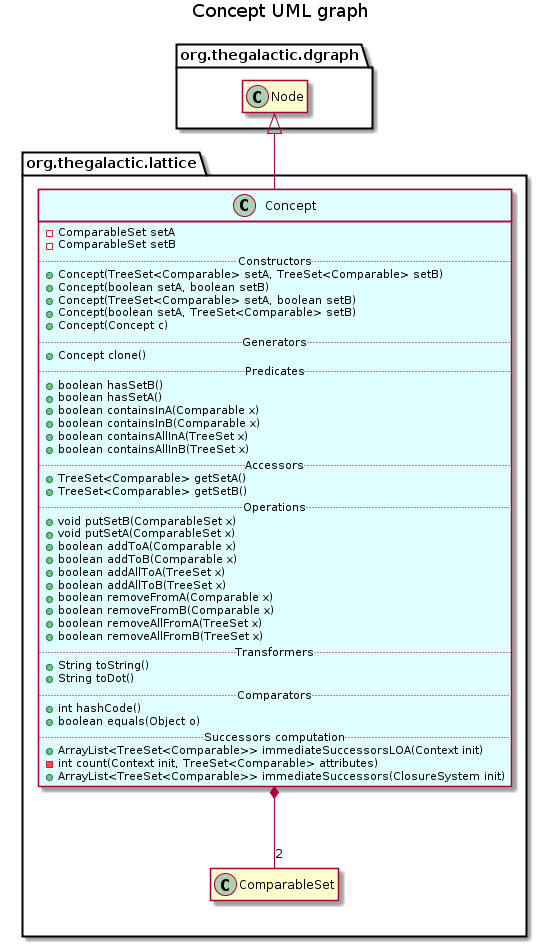 Concept UML graph
org.thegalactic.dgraph
C Node
org.thegalactic.lattice
C Concept
ComparableSet setA
ComparableSet setB
Constructors
Concept(TreeSet<Comparable> setA, TreeSet<Comparable> setB)
Concept(boolean setA, boolean setB)
Concept(TreeSet<Comparable> setA, boolean setB)
Concept(boolean setA, TreeSet<Comparable> setB)
Concept(Concept c)
Generators
Concept clone()
Predicates
boolean hasSetB()
boolean hasSetA()
boolean containsInA(Comparable x)
boolean containsInB(Comparable x)
boolean containsAllInA(TreeSet x)
boolean containsAllInB(TreeSet x)
Accessors
TreeSet<Comparable> getSetA()
TreeSet<Comparable> getSetB()
Operations
void putSetB(ComparableSet x)
void putSetA(ComparableSet x)
boolean addToA(Comparable x)
boolean addToB(Comparable x)
boolean addAllToA(TreeSet x)
boolean addAllToB(TreeSet x)
boolean removeFromA(Comparable x)
boolean removeFromB(Comparable x)
boolean removeAllFromA(TreeSet x)
boolean removeAllFromB(TreeSet x)
Transformers
String toString()
String toDot()
Comparators
int hashCode()
boolean equals(Object o)
Successors computation
ArrayList<TreeSet<Comparable>> immediateSuccessorsLOA(Context init)
int count(Context init, TreeSet<Comparable> attributes)
ArrayList<TreeSet<Comparable>> immediateSuccessors(ClosureSystem init)
2
C ComparableSet